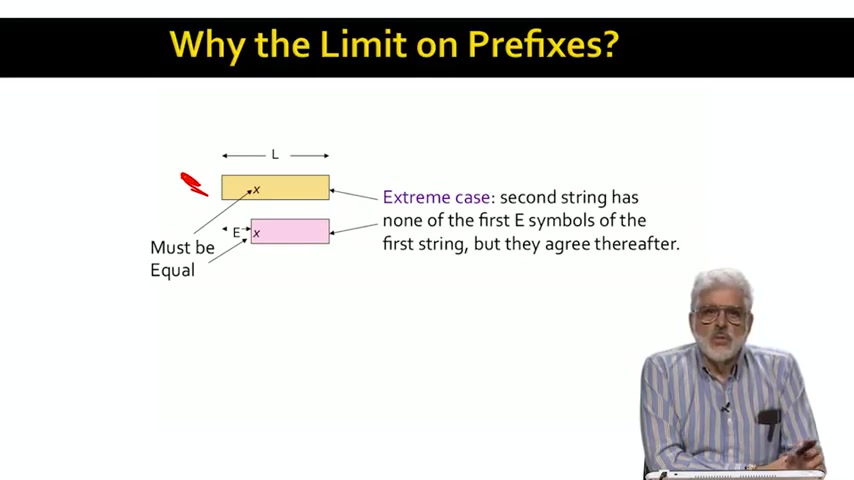 Why the Limit on Prefixes?
L
x
Extreme case: second string has
none of the first E symbols of the
first string, but they agree thereafter.
E
x
Must be
Equal